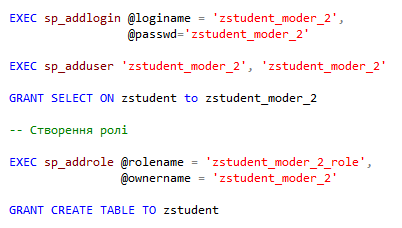 EXEC sp_addlogin @loginame = 'zstudent_moder_2',
@passwd='zstudent_moder_2'
EXEC sp_adduser 'zstudent_moder_2', 'zstudent_moder_2'
GRANT SELECT ON zstudent to zstudent_moder_2
-- Створення ролі
EXEC sp_addrole @rolename = 'zstudent_moder_2_role',
@ownername = 'zstudent_moder_2'
GRANT CREATE TABLE TO zstudent